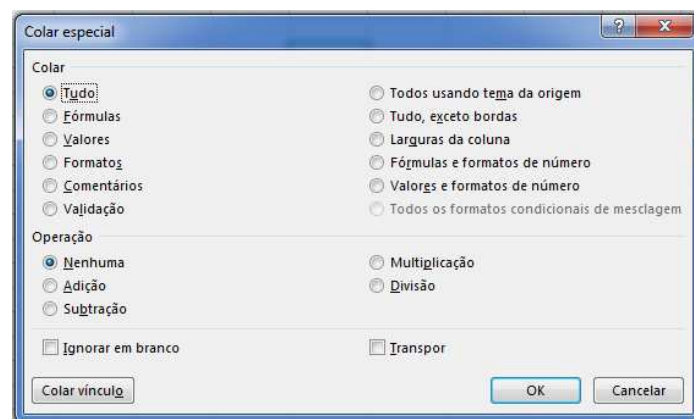 Colar especial
Colar
Tudo
Fórmulas
Valores
Formatos
Comentários
Validação
Todos usando tema da origem
Tudo, exceto bordas
Larguras da coluna
Fórmulas e formatos de número
Valores e formatos de número
Todos os formatos condicionais de mesclagem
Operação
Nenhuma
Adição
Subtração
Multiplicação
Divisão
Ignorar em branco
Transpor
Colar vínculo
OK
Cancelar